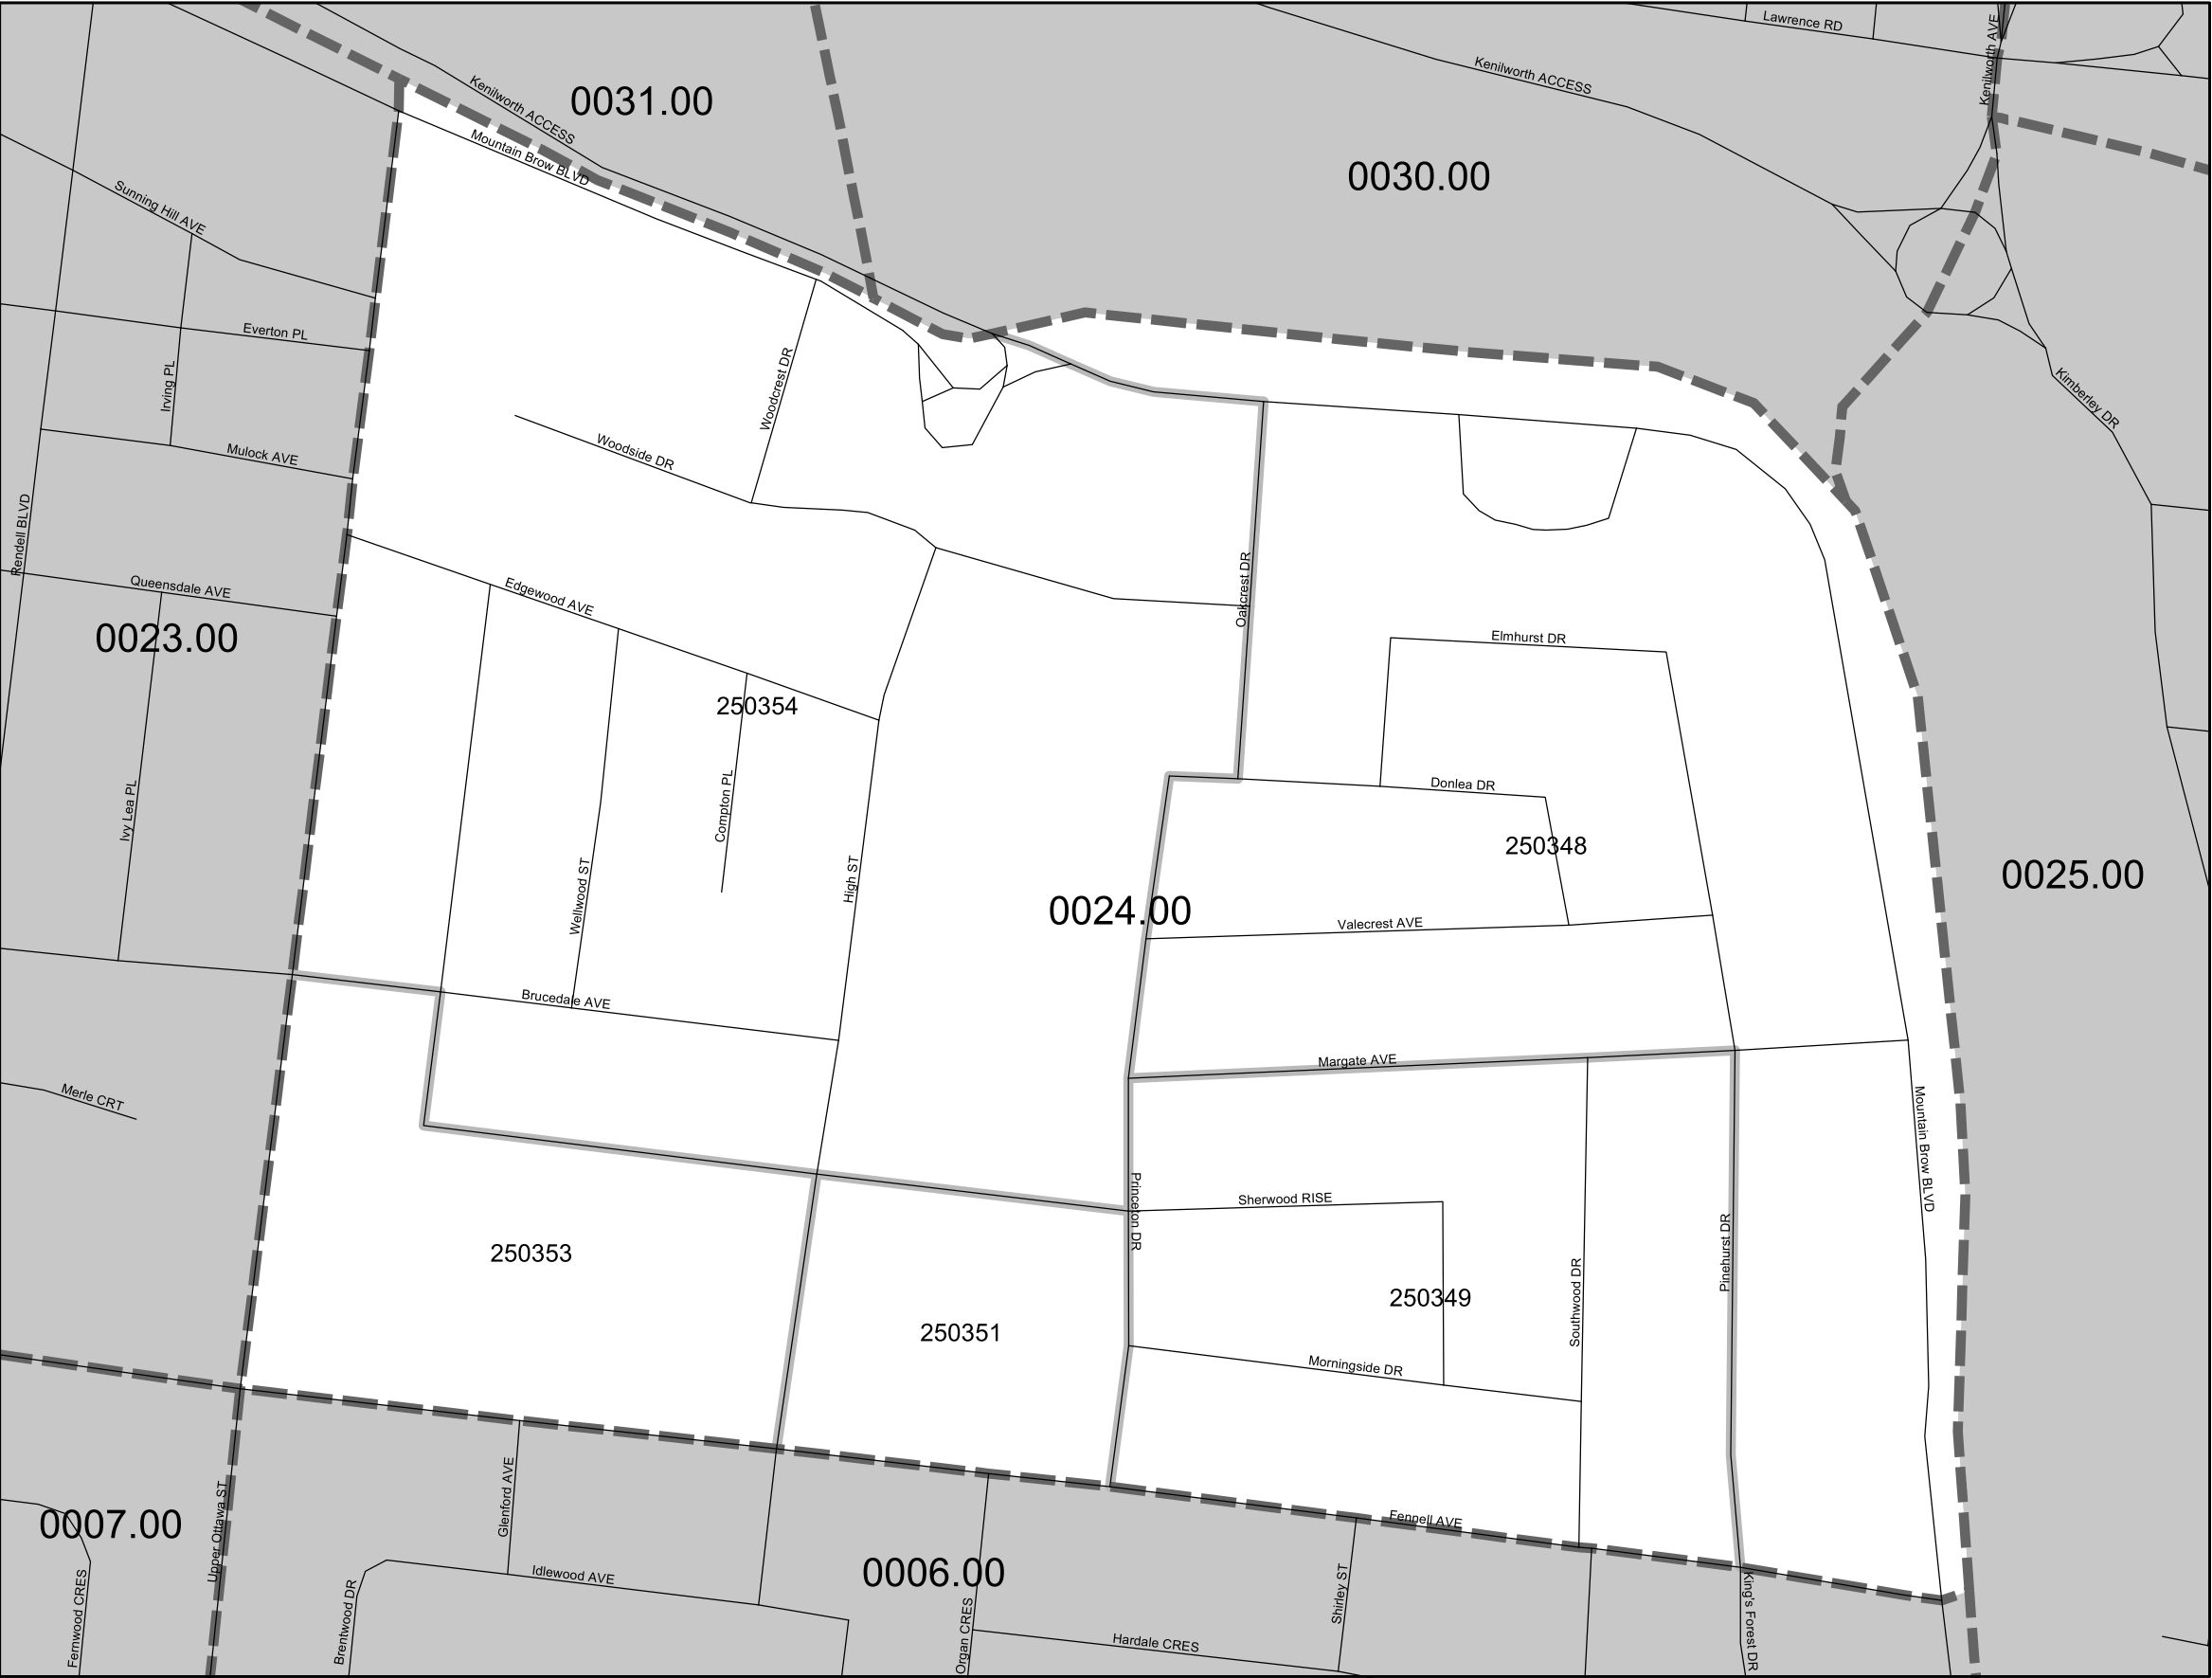 Lawrence RD
Kenilworth AVE
Kenilworth ACCESS
Kenilworth ACCESS
0031.00
Mountain Brow BLVD
0030.00
Sunning Hill AVE
Everton PL
Irving PL
Woodcrest DR
Kimberley DR
Mulock AVE
Woodside DR
Rendell BLVD
Queensdale AVE
Edgewood AVE
Oakcrest DR
0023.00
Elmhurst DR
250354
Ivy Lea PL
Compton PL
Donlea DR
250348
Wellwood ST
High ST
0024.00
0025.00
Valecrest AVE
Brucedale AVE
Margate AVE
Merle CRT
Mountain Brow BLVD
Princeton DR
Sherwood RISE
250353
Pinehurst DR
250349
Southwood DR
250351
Morningside DR
0007.00
Upper Ottawa ST
Glenford AVE
Fennell AVE
Idlewood AVE
0006.00
Fernwood CRES
Brentwood DR
Organ CRES
Shirley ST
King's Forest DR
Hardale CRES